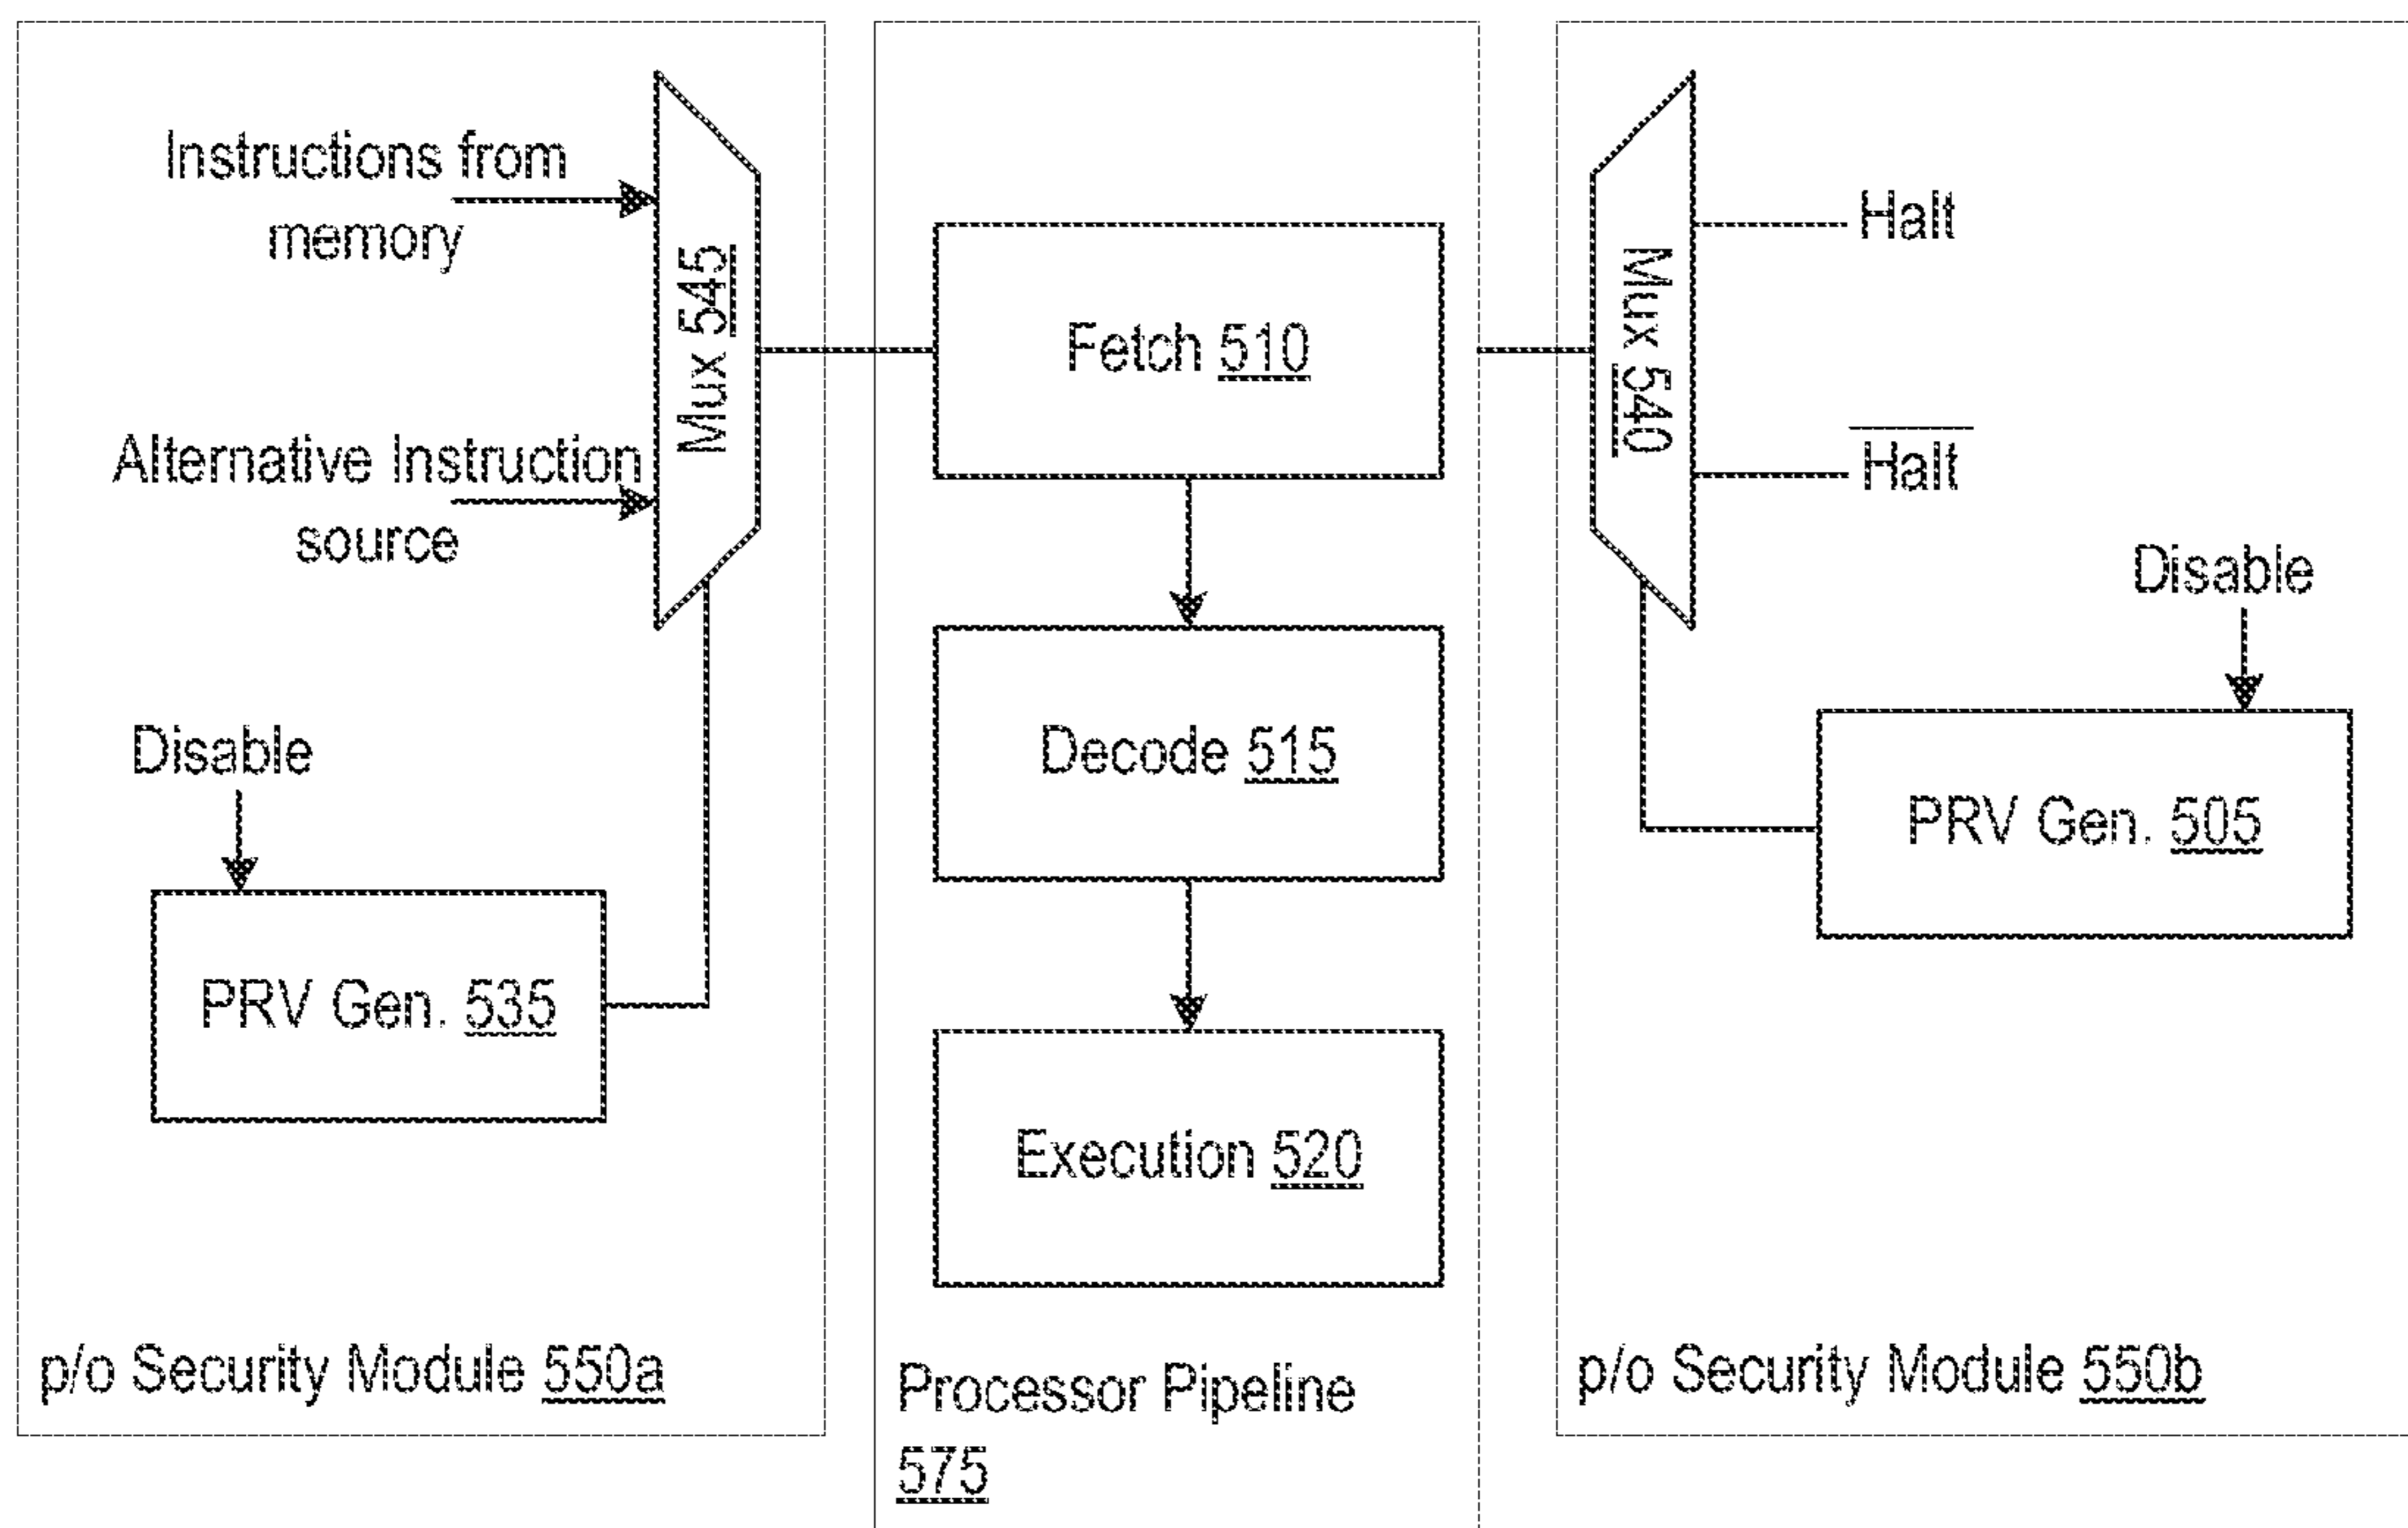 Instructions from
memory
Alternative Instruction
source
Mux 545
Disable
PRV Gen. 535
p/o Security Module 550a
Fetch 510
Decode 515
Execution 520
Processor Pipeline
575
Mux 540
Halt
H̅a̅l̅t̅
Disable
PRV Gen. 505
p/o Security Module 550b